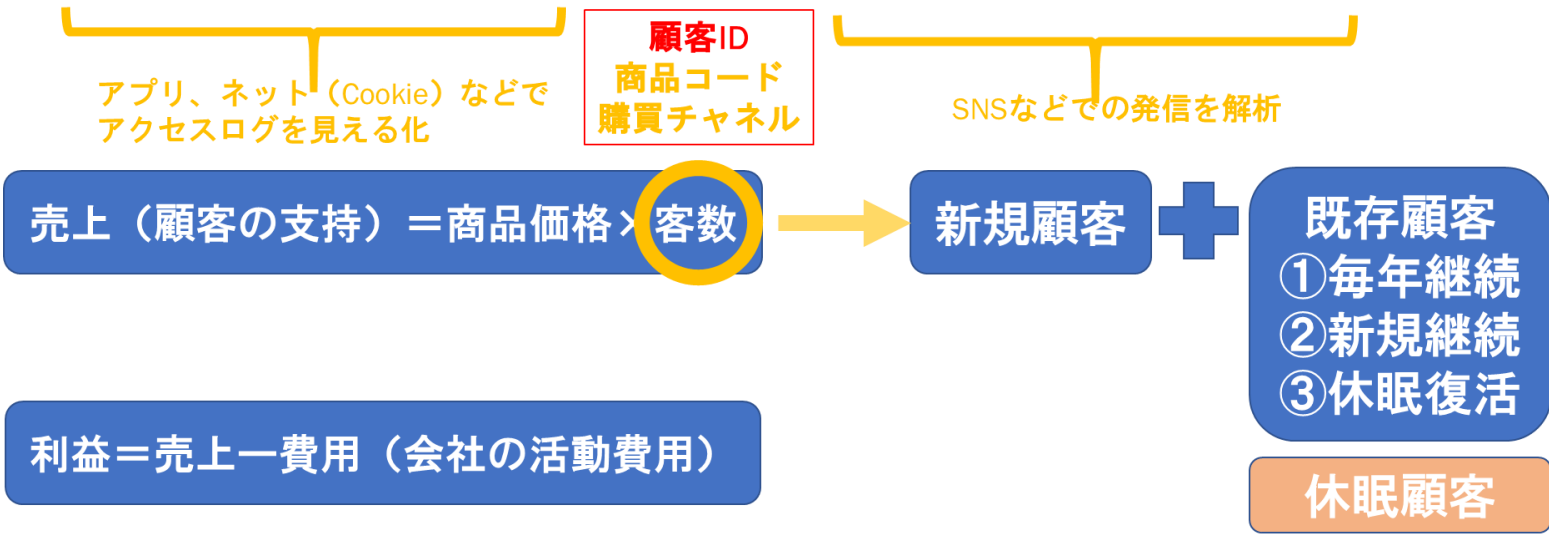 アプリ、ネット（Cookie）などで
アクセスログを見える化
顧客ID
商品コード
購買チャネル
SNSなどでの発信を解析
売上（顧客の支持）＝商品価格×客数
新規顧客
既存顧客
①毎年継続
②新規継続
③休眠復活
利益＝売上ー費用（会社の活動費用）
休眠顧客